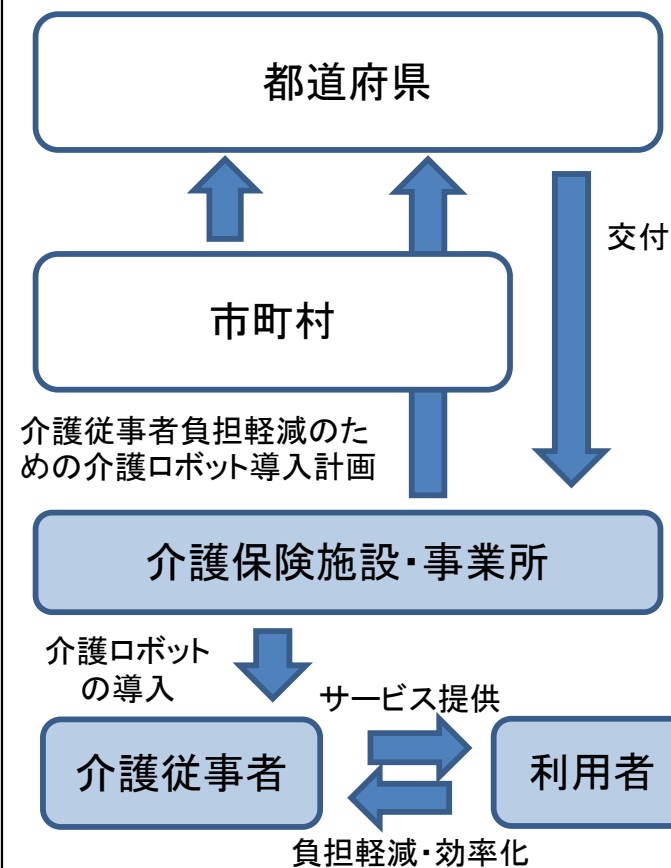 都道府県
交付
市町村
介護従事者負担軽減のた
めの介護ロボット導入計画
介護保険施設・事業所
介護ロボット
の導入
サービス提供
介護従事者
利用者
負担軽減・効率化